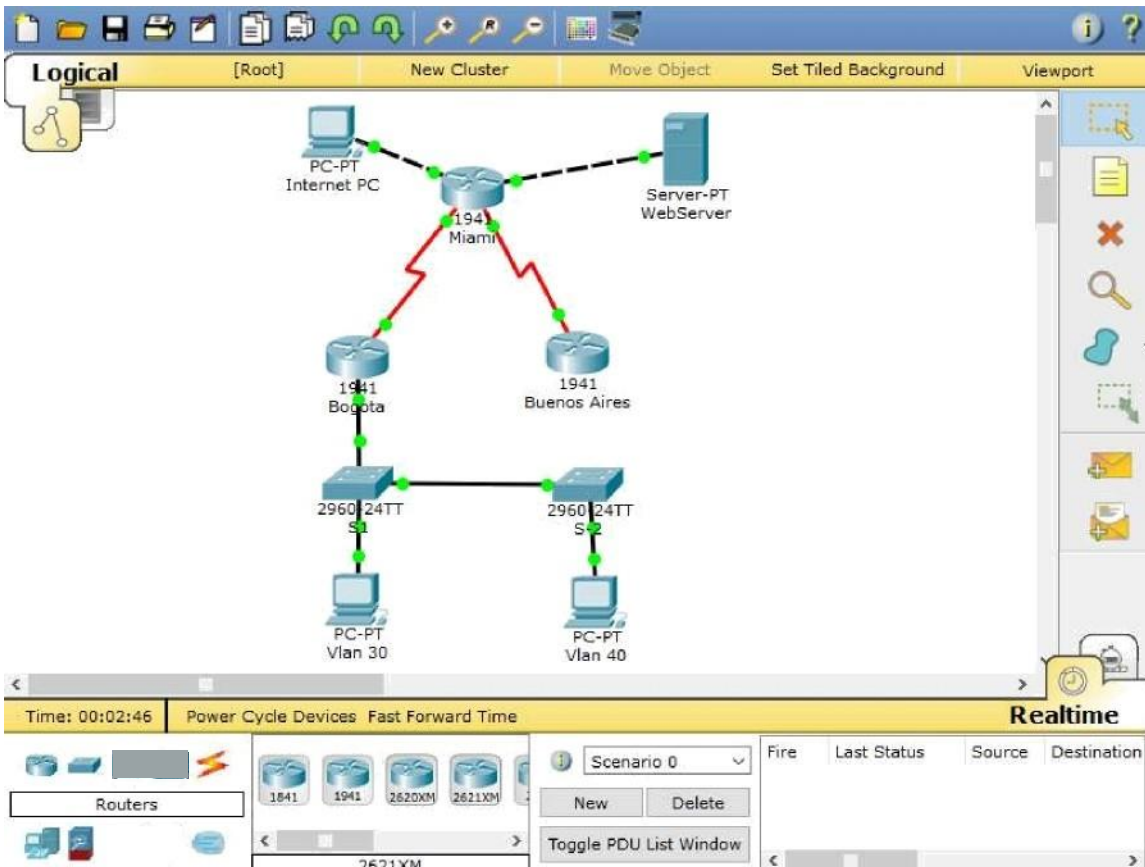 Logical
[Root]
New Cluster
Move Object
Set Tiled Background
Viewport
PC-PT
Internet PC
Server-PT
WebServer
1941
Miami
1941
Bogota
1941
Buenos Aires
2960-24TT
S1
2960-24TT
S-2
PC-PT
Vlan 30
PC-PT
Vlan 40
Time: 00:02:46
Power Cycle Devices Fast Forward Time
Realtime
Routers
1841
1941
2620XM
2621XM
2621XM
Scenario 0
New
Delete
Toggle PDU List Window
Fire
Last Status
Source
Destination